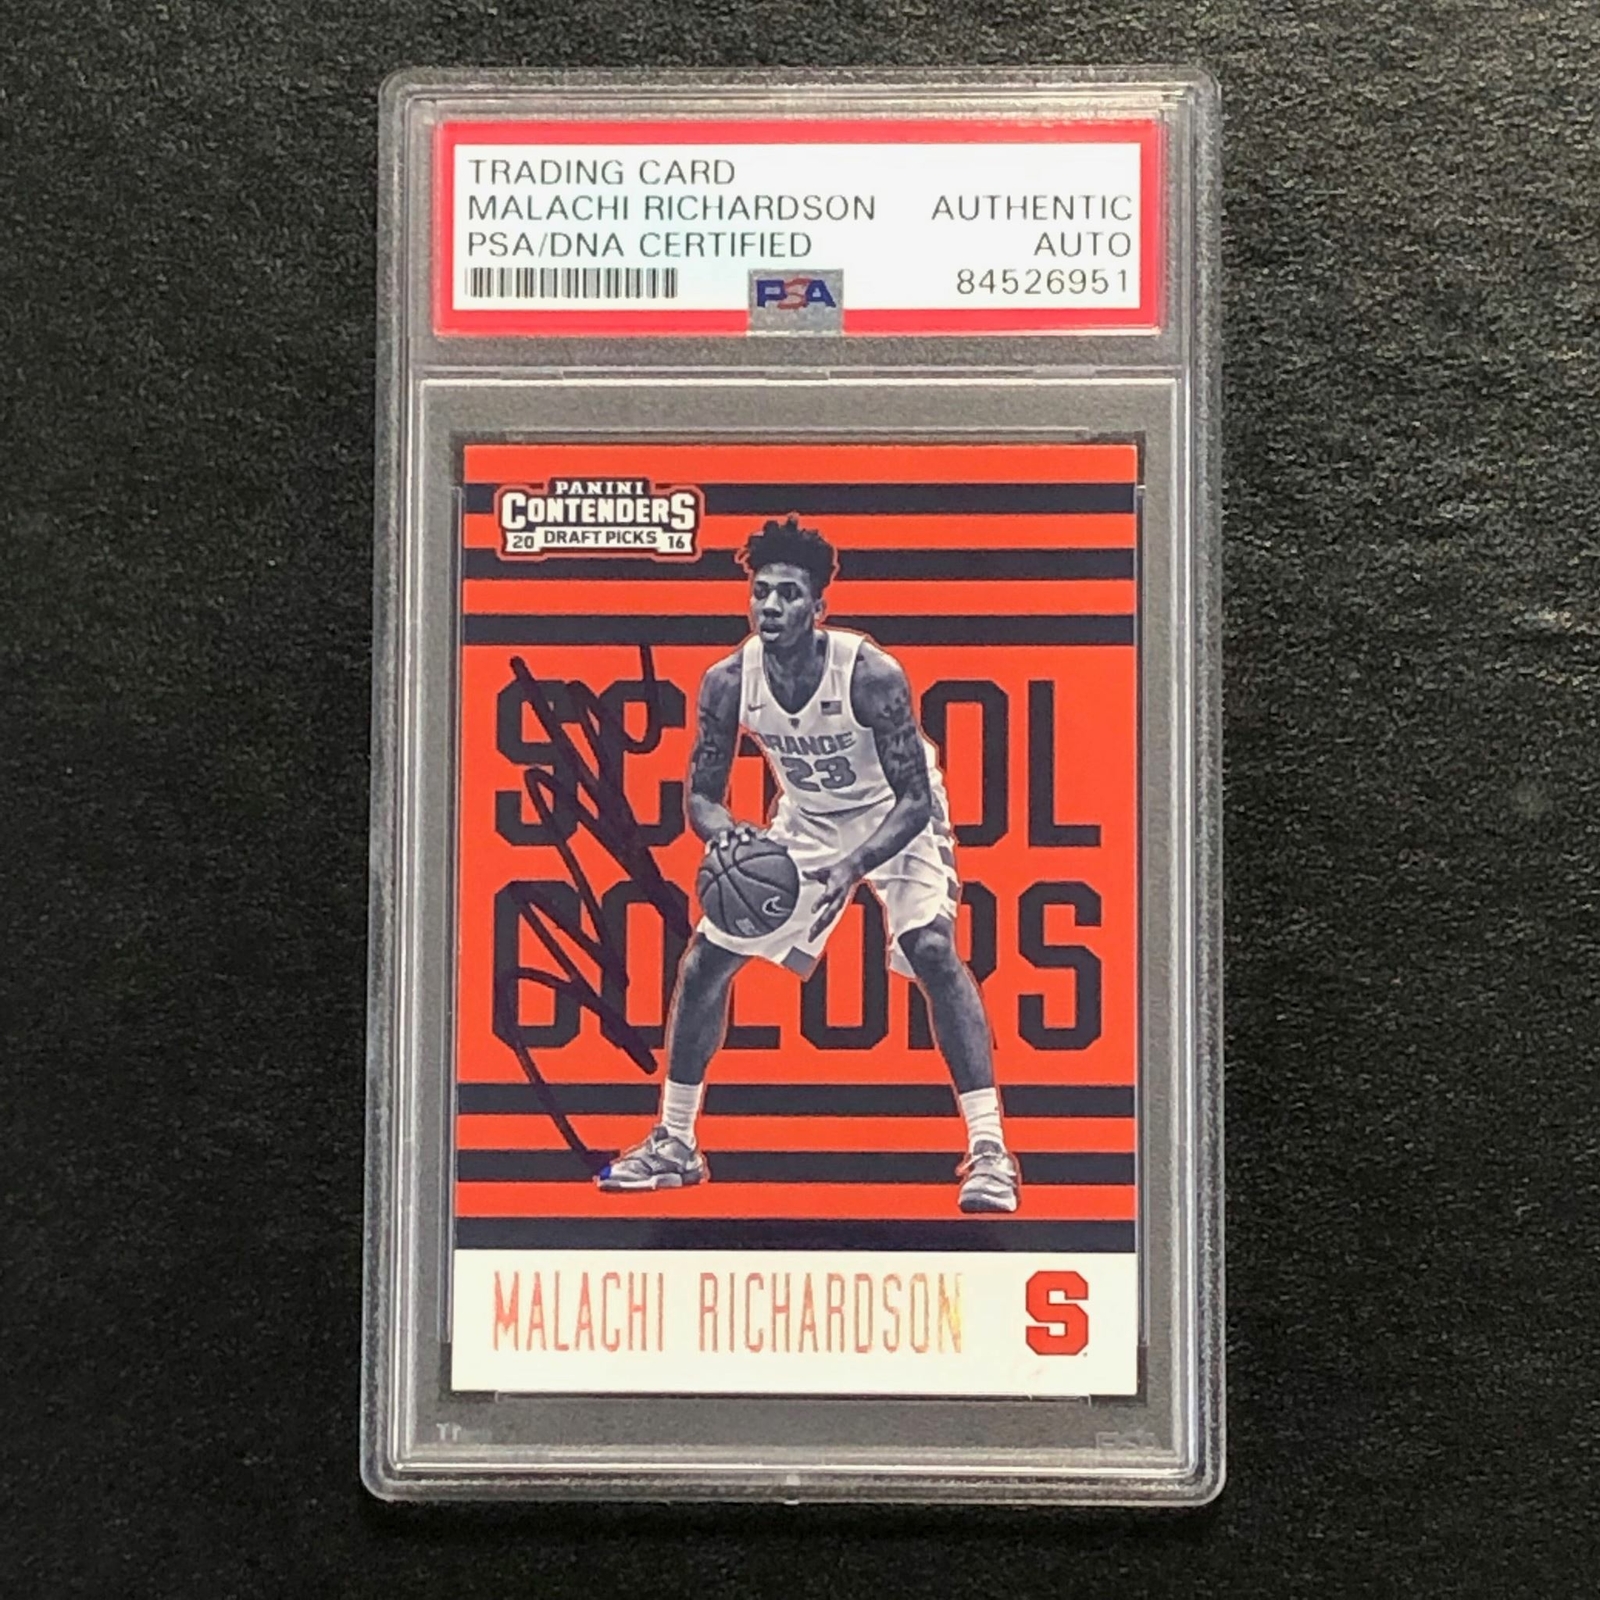 TRADING CARD
MALACHI RICHARDSON AUTHENTIC
PSA/DNA CERTIFIED AUTO
PSA 84526951
PANINI
CONTENDERS
20 DRAFT PICKS 16
SCHOOL
ORANGE
23
COLORS
MALACHI RICHARDSON S